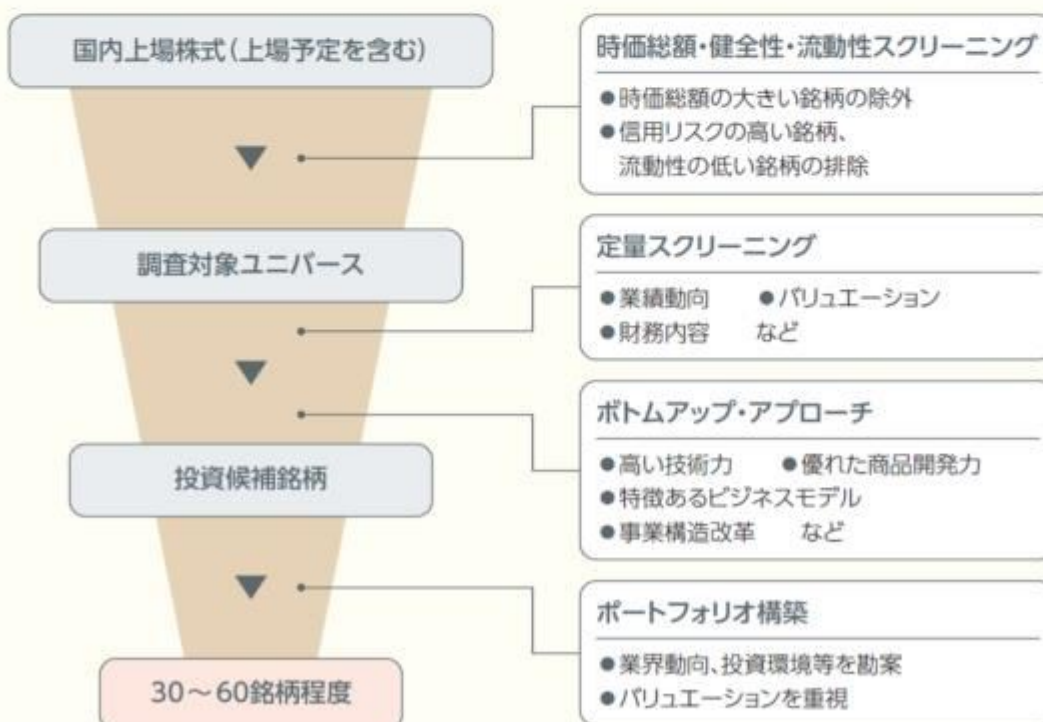 国内上場株式(上場予定を含む)
時価総額・健全性・流動性スクリーニング
●時価総額の大きい銘柄の除外
●信用リスクの高い銘柄、
流動性の低い銘柄の排除
調査対象ユニバース
定量スクリーニング
●業績動向 ●バリュエーション
●財務内容 など
ボトムアップ・アプローチ
●高い技術力 ●優れた商品開発力
●特徴あるビジネスモデル
●事業構造改革 など
投資候補銘柄
ポートフォリオ構築
●業界動向、投資環境等を勘案
●バリュエーションを重視
30～60銘柄程度